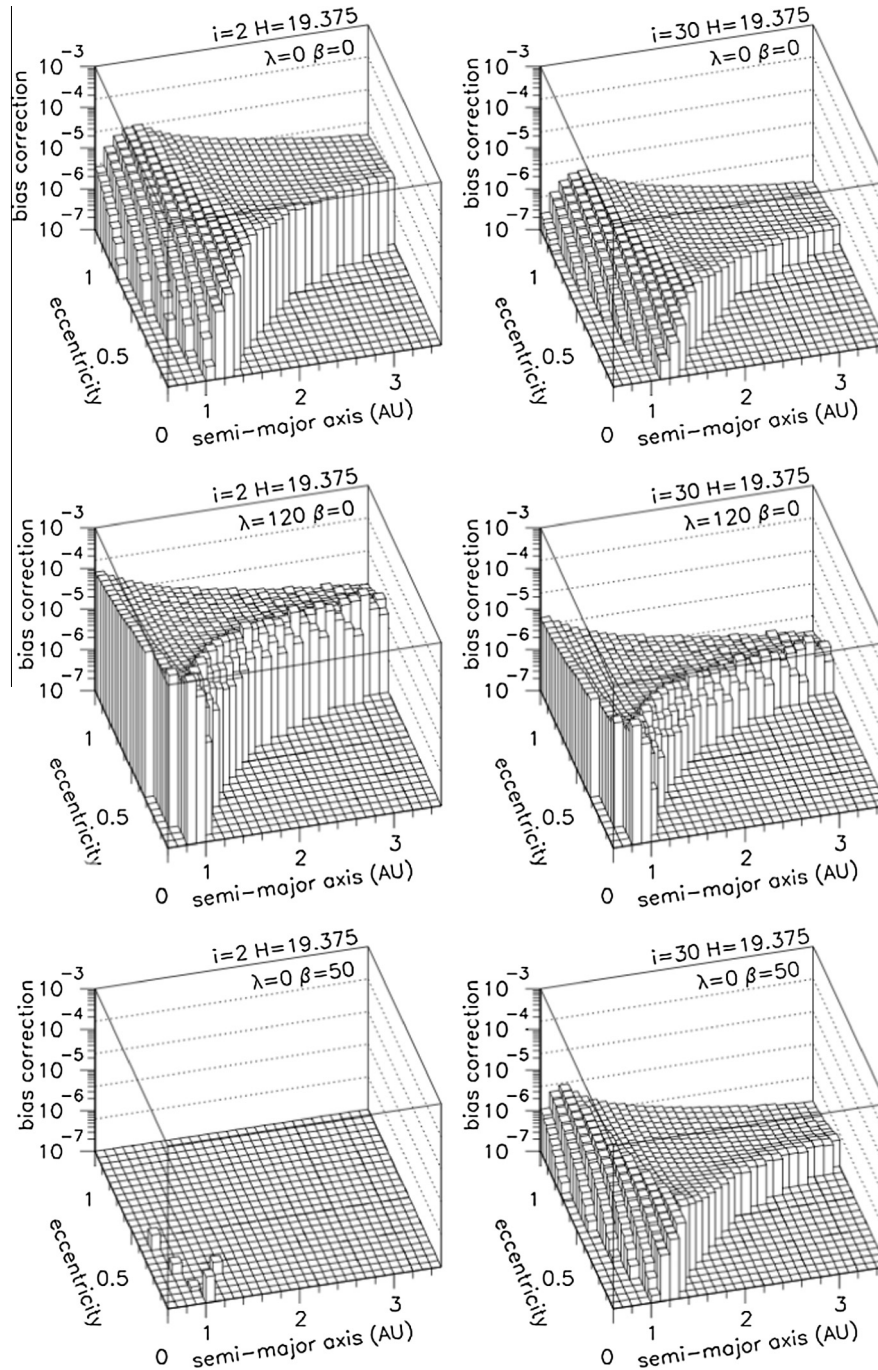 i=2 H=19.375
λ=0 β=0
bias correction
10⁻³
10⁻⁴
10⁻⁵
10⁻⁶
10⁻⁷
1
0.5
0
eccentricity
1
2
3
semi-major axis (AU)
i=30 H=19.375
λ=0 β=0
bias correction
10⁻³
10⁻⁴
10⁻⁵
10⁻⁶
10⁻⁷
1
0.5
0
eccentricity
1
2
3
semi-major axis (AU)
i=2 H=19.375
λ=120 β=0
bias correction
10⁻³
10⁻⁴
10⁻⁵
10⁻⁶
10⁻⁷
1
0.5
0
eccentricity
1
2
3
semi-major axis (AU)
i=30 H=19.375
λ=120 β=0
bias correction
10⁻³
10⁻⁴
10⁻⁵
10⁻⁶
10⁻⁷
1
0.5
0
eccentricity
1
2
3
semi-major axis (AU)
i=2 H=19.375
λ=0 β=50
bias correction
10⁻³
10⁻⁴
10⁻⁵
10⁻⁶
10⁻⁷
1
0.5
0
eccentricity
1
2
3
semi-major axis (AU)
i=30 H=19.375
λ=0 β=50
bias correction
10⁻³
10⁻⁴
10⁻⁵
10⁻⁶
10⁻⁷
1
0.5
0
eccentricity
1
2
3
semi-major axis (AU)